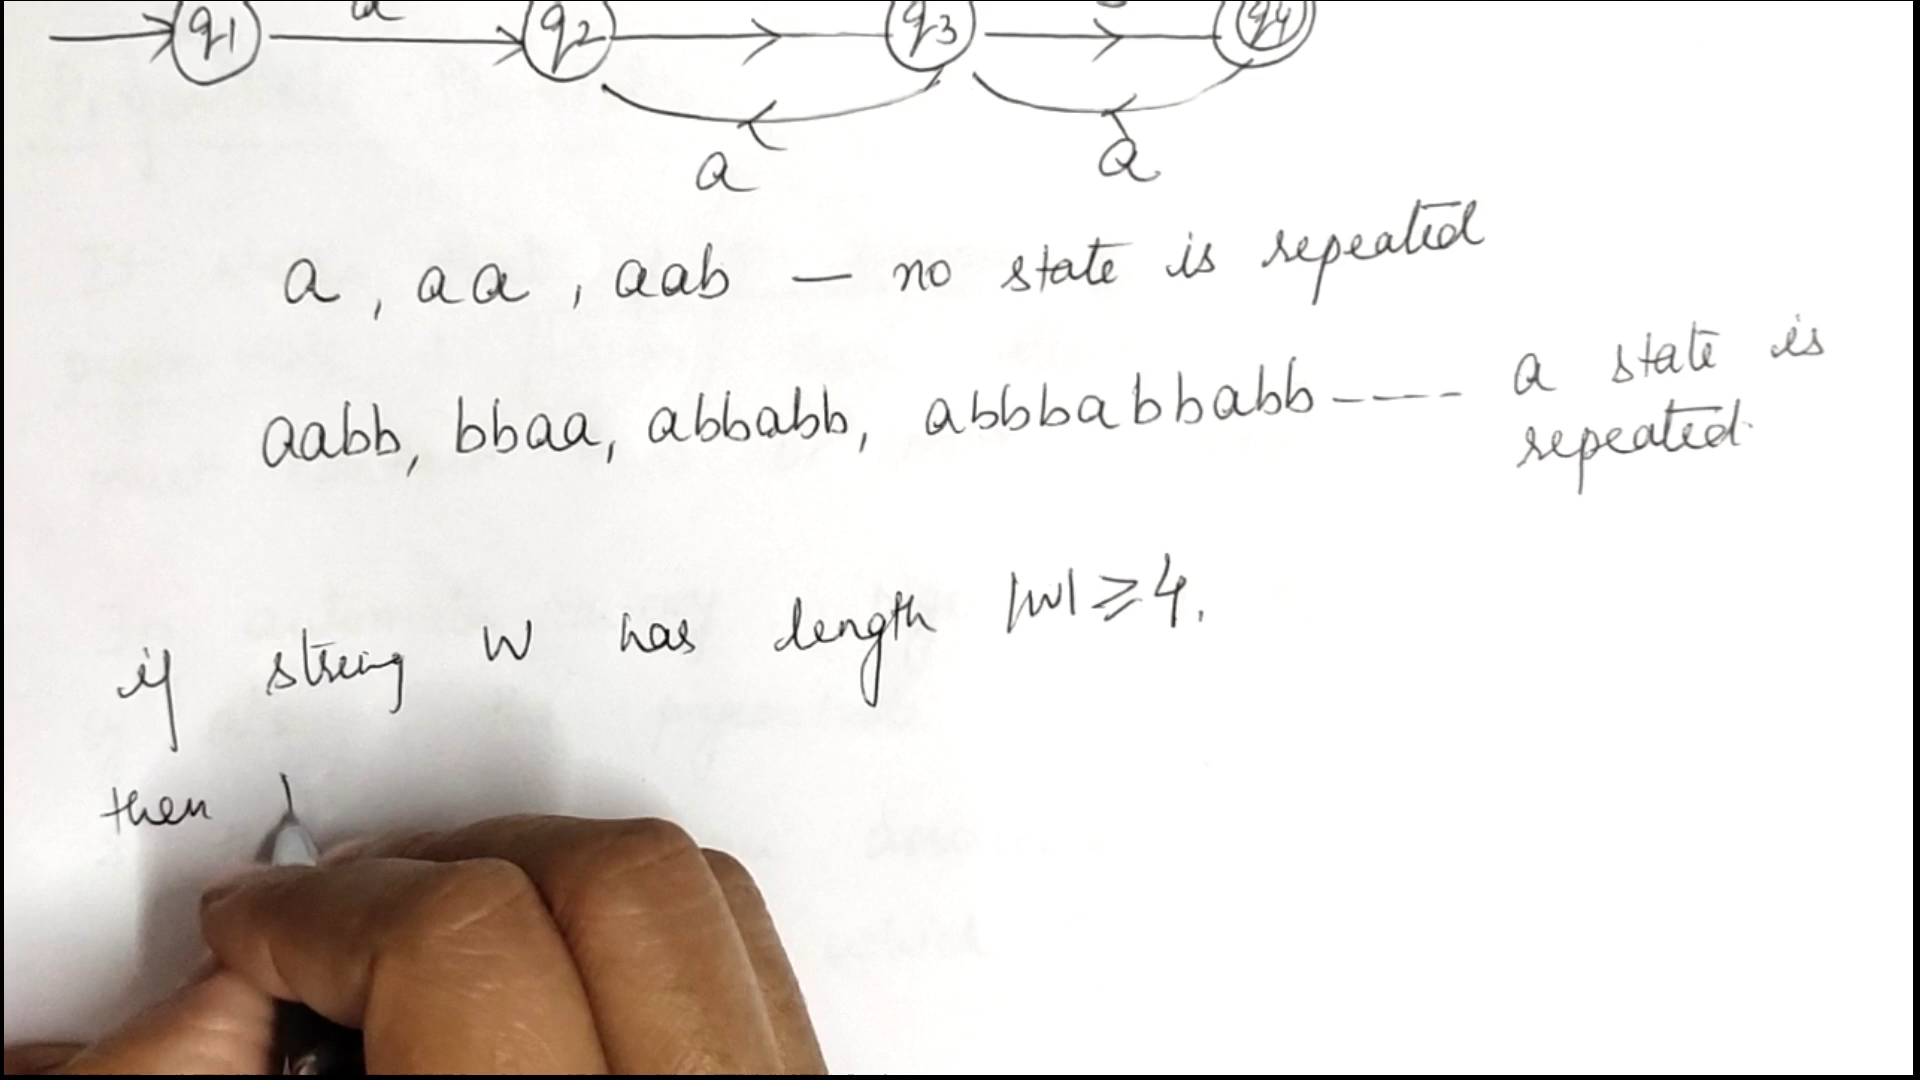 a
q1 q2 q3 q4
a a
a, aa, aab — no state is repeated
aabb, bbaa, abbabb, abbbabbabb ---- a state is
repeated.
if string w has length |w| ≥ 4.
then